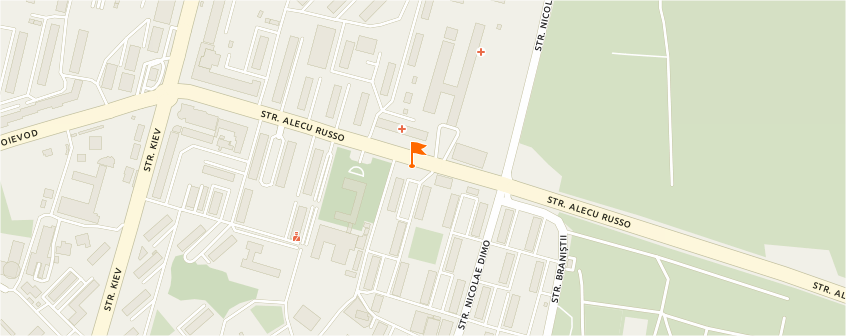 STR. NICOL
STR. ALECU RUSSO
OIEVOD
STR. KIEV
STR. ALECU RUSSO
STR. BRANIȘTII
STR. NICOLAE DIMO
STR. KIEV
STR. AL